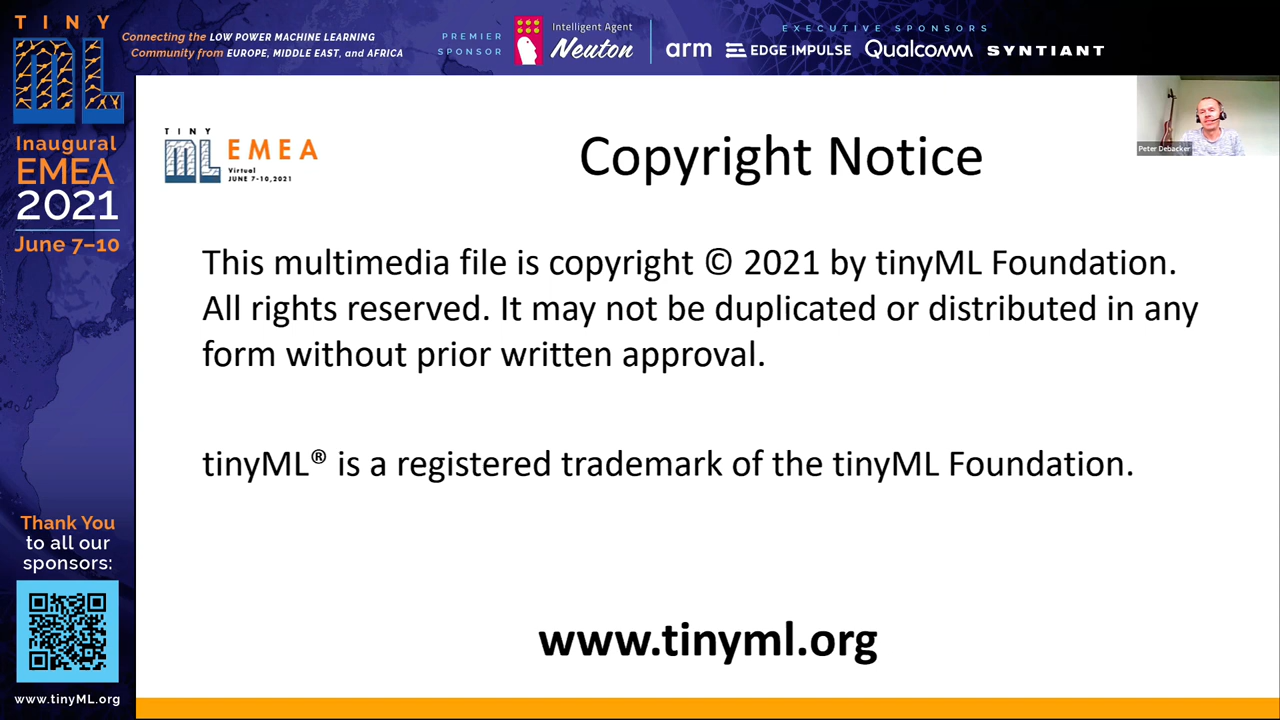 TINY
ML
Connecting the LOW POWER MACHINE LEARNING
Community from EUROPE, MIDDLE EAST, and AFRICA
PREMIER
SPONSOR
Intelligent Agent
Neuton
EXECUTIVE SPONSORS
arm
EDGE IMPULSE
Qualcomm
SYNTIANT
Inaugural
EMEA
2021
June 7–10
TINY
ML EMEA
Virtual
JUNE 7-10,2021
Copyright Notice
Peter Debacker
This multimedia file is copyright © 2021 by tinyML Foundation.
All rights reserved. It may not be duplicated or distributed in any
form without prior written approval.
tinyML® is a registered trademark of the tinyML Foundation.
Thank You
to all our
sponsors:
www.tinyML.org
www.tinyml.org